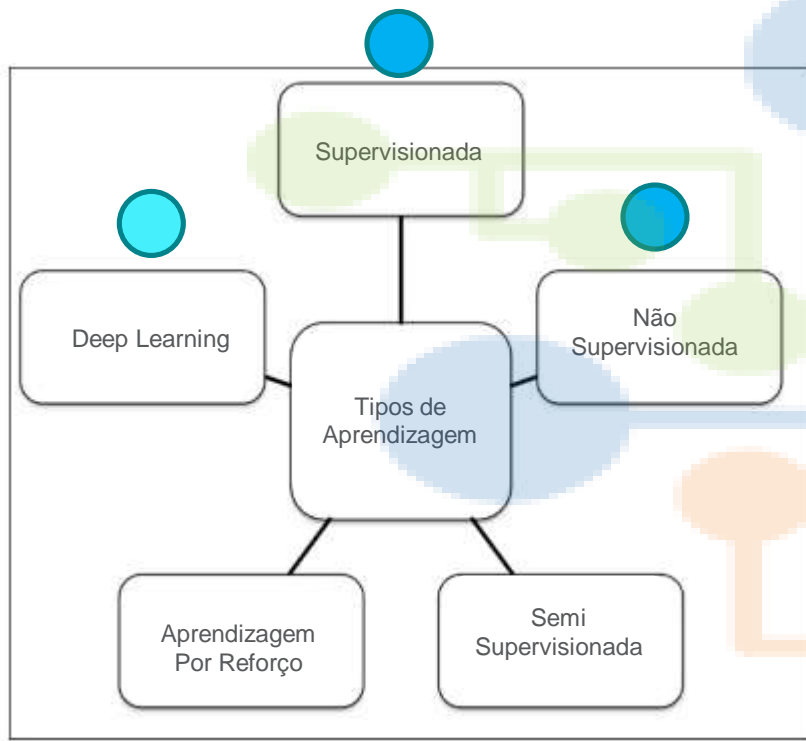 Supervisionada
Deep Learning
Não
Supervisionada
Tipos de
Aprendizagem
Aprendizagem
Por Reforço
Semi
Supervisionada